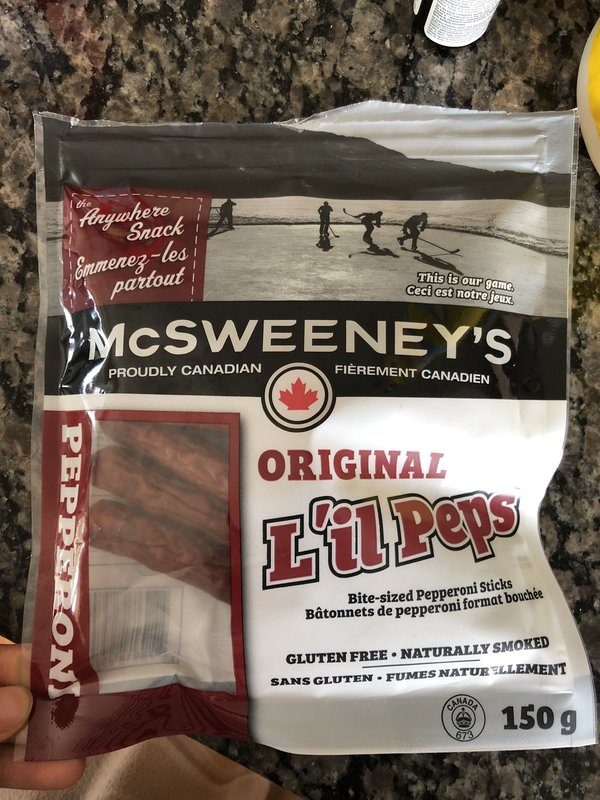 the
Anywhere
Snack
Emmenez-les
partout
This is our game.
Ceci est notre jeux.
McSWEENEY'S
PROUDLY CANADIAN
FIÈREMENT CANADIEN
PEPPERONI
ORIGINAL
L'il Peps
Bite-sized Pepperoni Sticks
Bâtonnets de pepperoni format bouchée
GLUTEN FREE • NATURALLY SMOKED
SANS GLUTEN • FUMES NATURELLEMENT
CANADA
673
150 g